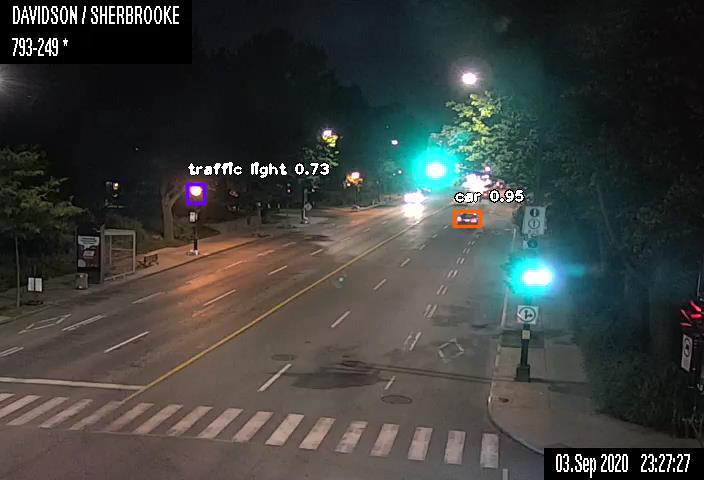 DAVIDSON / SHERBROOKE
793-249 *
traffic light 0.73
car 0.95
03.Sep 2020 23:27:27